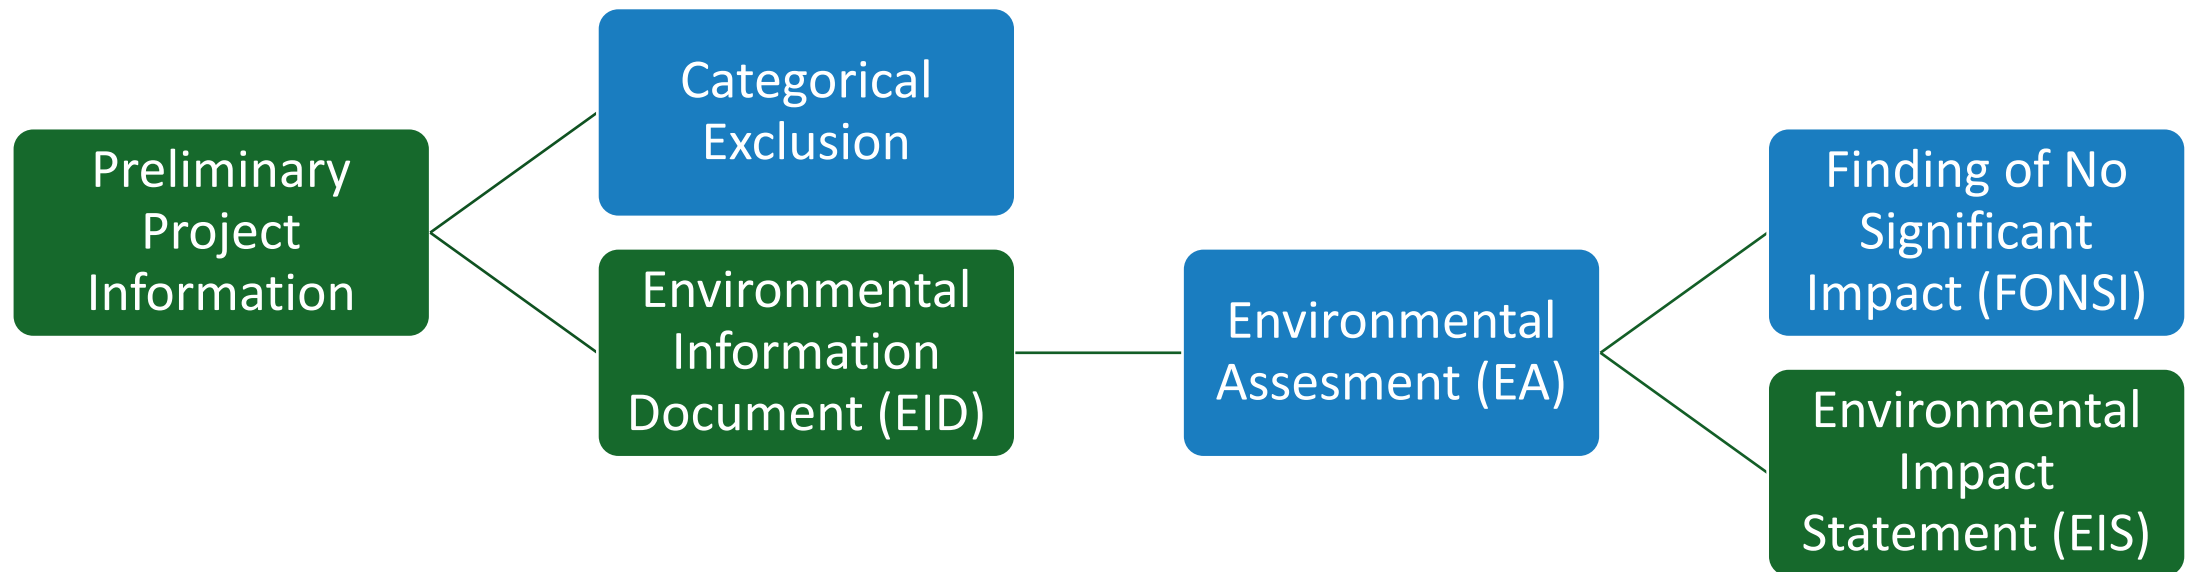 Preliminary
Project
Information
Categorical
Exclusion
Environmental
Information
Document (EID)
Environmental
Assesment (EA)
Finding of No
Significant
Impact (FONSI)
Environmental
Impact
Statement (EIS)